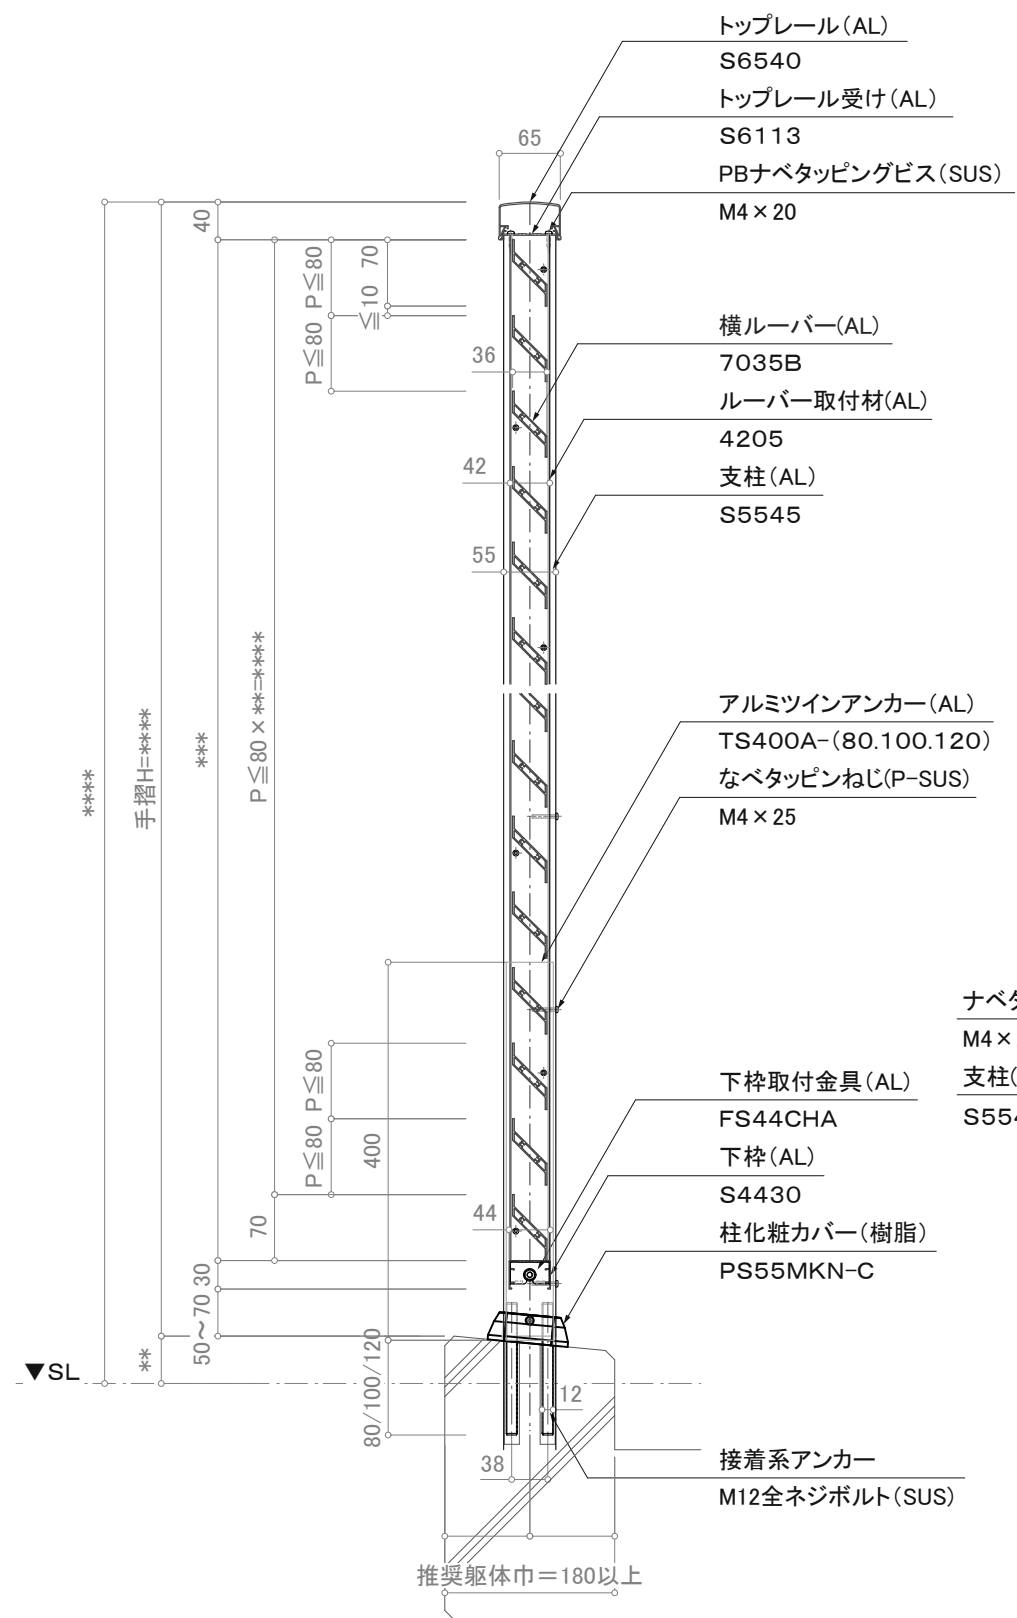 トップレール(AL)
S6540
トップレール受け(AL)
S6113
PBナベタッピングビス(SUS)
M4×20
65
40
P≦80
70
≦10
P≦80
横ルーバー(AL)
7035B
36
ルーバー取付材(AL)
4205
42
支柱(AL)
S5545
55
****
手摺H=****
***
P≦80×**=****
アルミツインアンカー(AL)
TS400A-(80.100.120)
なベタッピンねじ(P-SUS)
M4×25
ナベタ
M4×
支柱(
S554
P≦80
P≦80
400
下枠取付金具(AL)
FS44CHA
下枠(AL)
S4430
44
70
柱化粧カバー(樹脂)
PS55MKN-C
30
50~70
**
80/100/120
▼SL
12
38
接着系アンカー
M12全ネジボルト(SUS)
推奨躯体巾=180以上